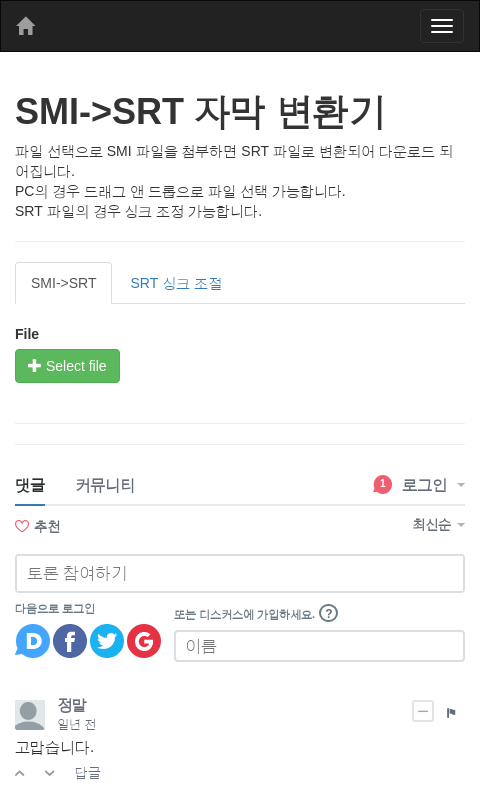 SMI->SRT 자막 변환기
파일 선택으로 SMI 파일을 첨부하면 SRT 파일로 변환되어 다운로드 되
어집니다.
PC의 경우 드래그 앤 드롭으로 파일 선택 가능합니다.
SRT 파일의 경우 싱크 조정 가능합니다.
SMI->SRT SRT 싱크 조절
File
Select file
댓글 커뮤니티 1 로그인
추천 최신순
토론 참여하기
다음으로 로그인 또는 디스커스에 가입하세요. ?
D f G 이름
정말
일년 전
고맙습니다.
답글